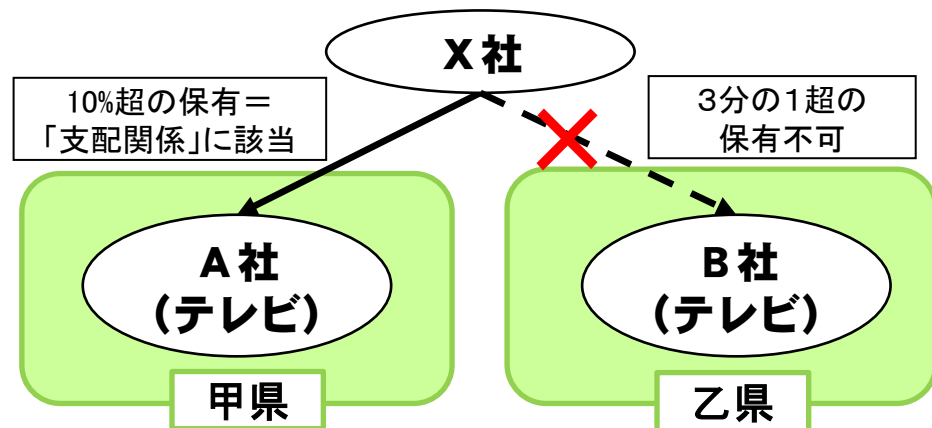 X社
10%超の保有＝
「支配関係」に該当
３分の１超の
保有不可
A社
(テレビ)
B社
(テレビ)
甲県
乙県